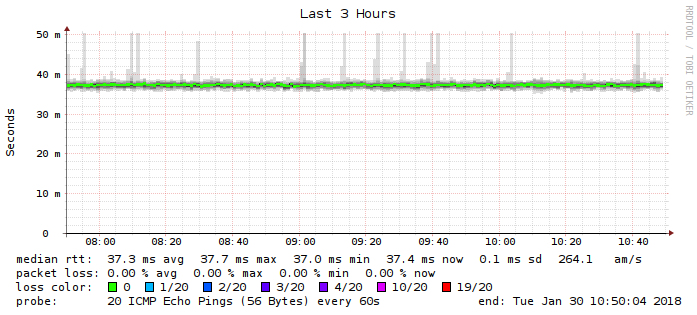 Last 3 Hours
RRDTOOL / TOBI OETIKER
Seconds
50 m
40 m
30 m
20 m
10 m
0
08:00 08:20 08:40 09:00 09:20 09:40 10:00 10:20 10:40
median rtt: 37.3 ms avg 37.7 ms max 37.0 ms min 37.4 ms now 0.1 ms sd 264.1 am/s
packet loss: 0.00 % avg 0.00 % max 0.00 % min 0.00 % now
loss color: 0 1/20 2/20 3/20 4/20 10/20 19/20
probe: 20 ICMP Echo Pings (56 Bytes) every 60s end: Tue Jan 30 10:50:04 2018